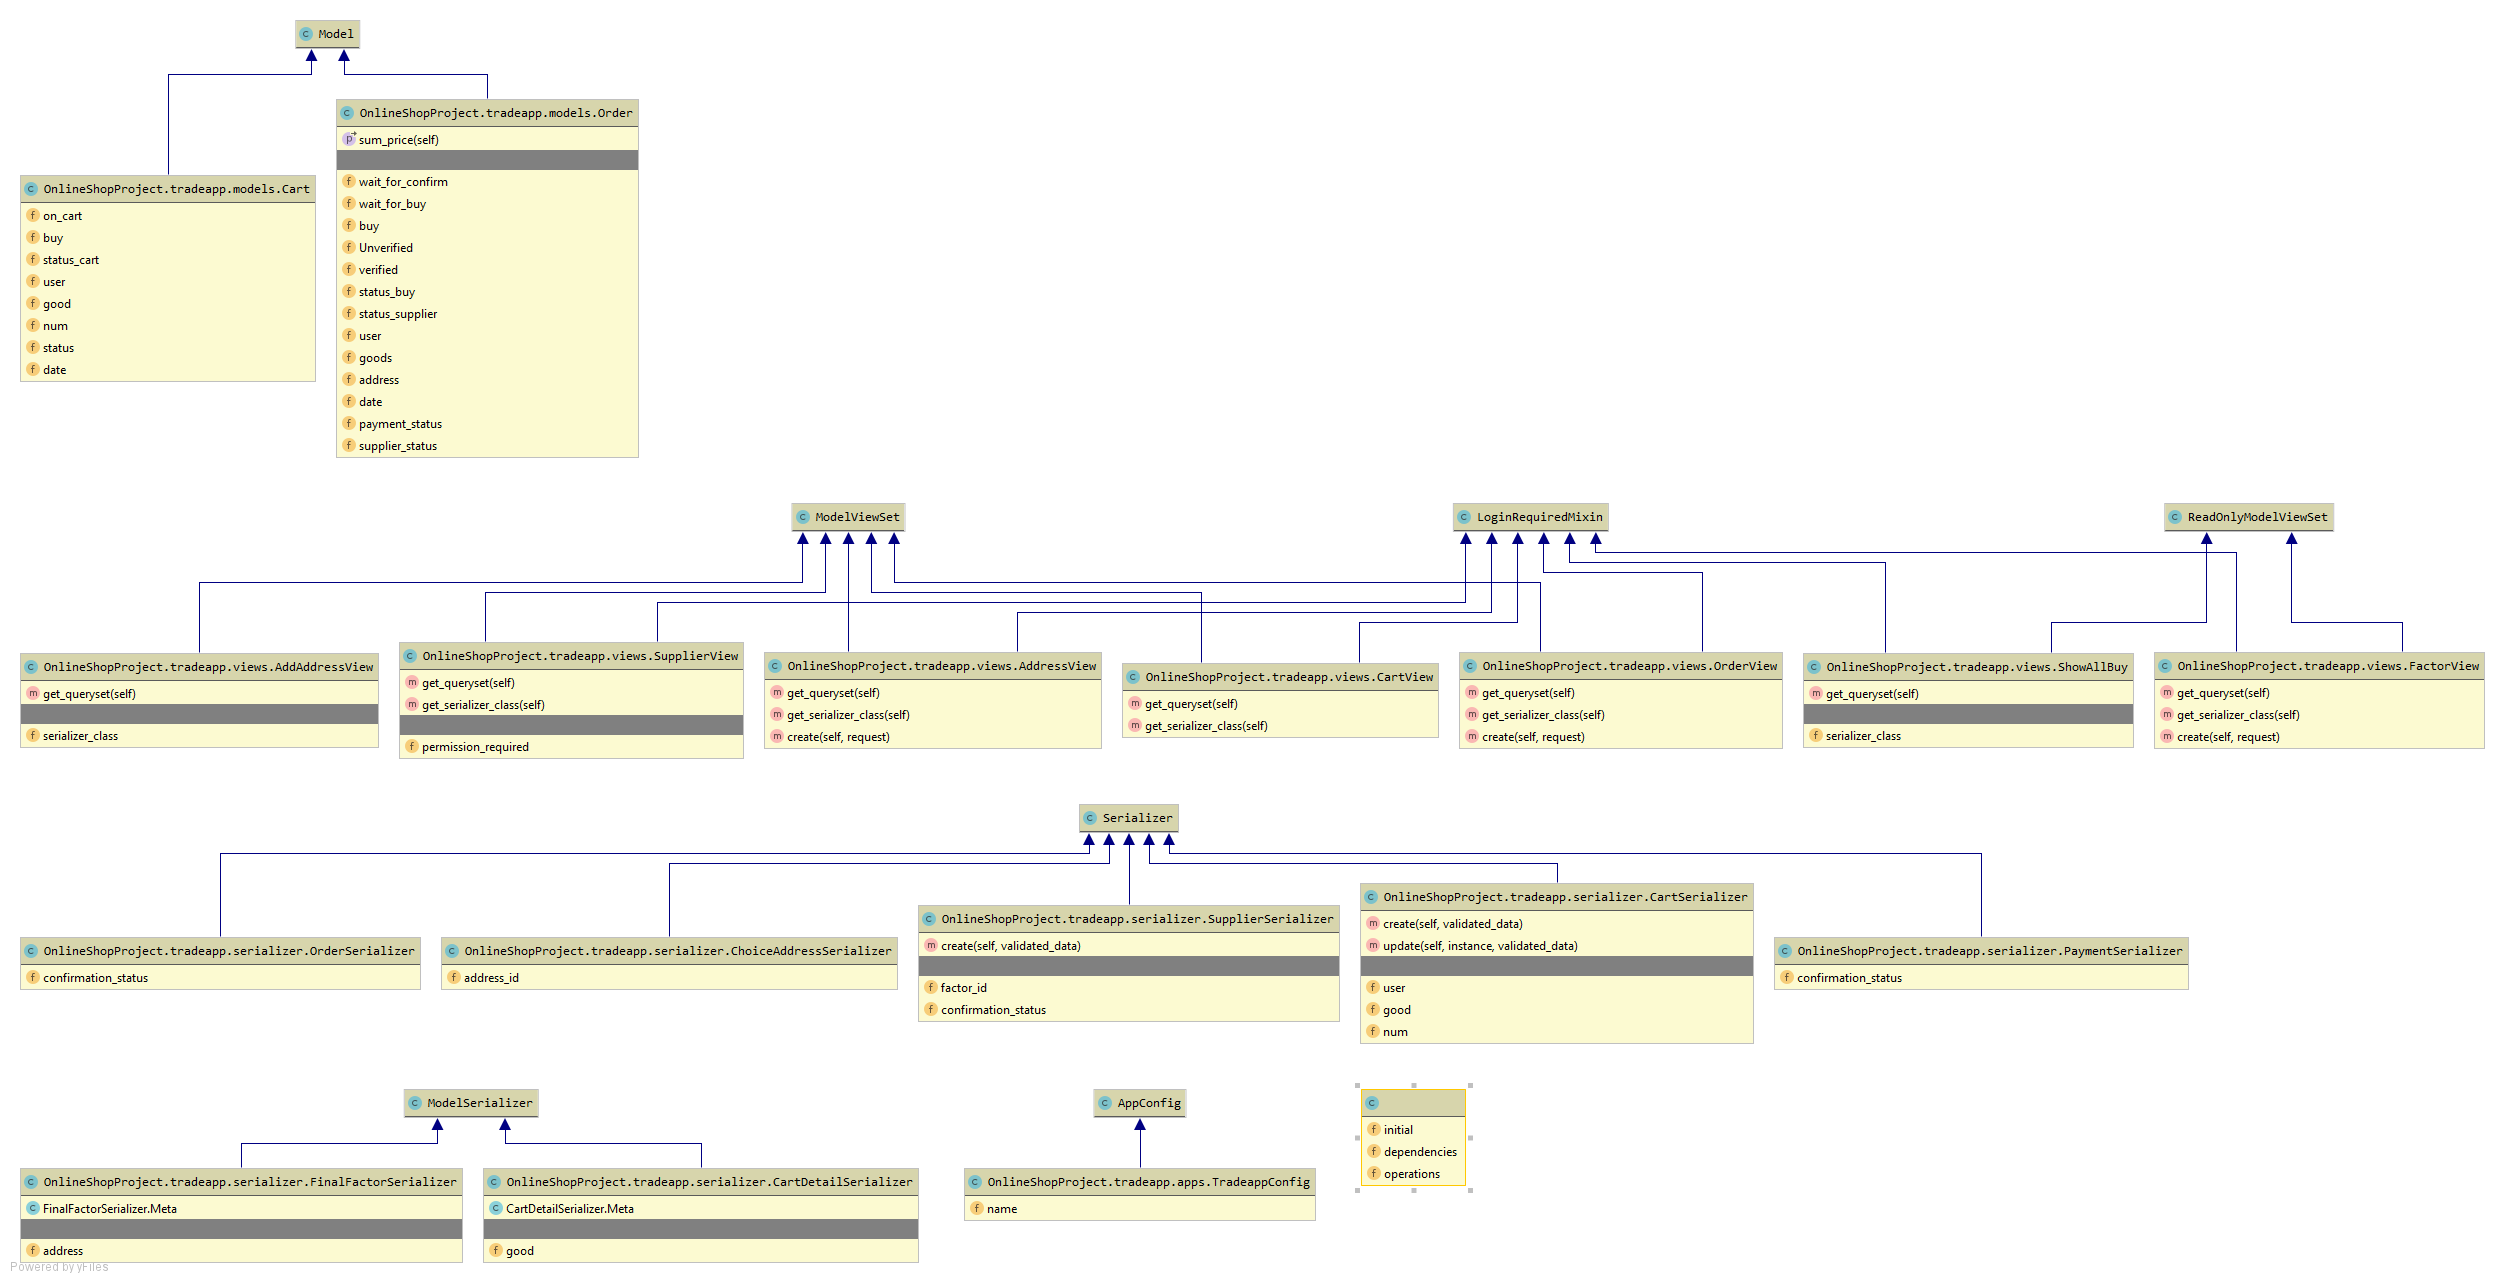 Model
OnlineShopProject.tradeapp.models.Order
sum_price(self)
wait_for_confirm
wait_for_buy
buy
Unverified
verified
status_buy
status_supplier
user
goods
address
date
payment_status
supplier_status
OnlineShopProject.tradeapp.models.Cart
on_cart
buy
status_cart
user
good
num
status
date
ModelViewSet
LoginRequiredMixin
ReadOnlyModelViewSet
OnlineShopProject.tradeapp.views.AddAddressView
get_queryset(self)
serializer_class
OnlineShopProject.tradeapp.views.SupplierView
get_queryset(self)
get_serializer_class(self)
permission_required
OnlineShopProject.tradeapp.views.AddressView
get_queryset(self)
get_serializer_class(self)
create(self, request)
OnlineShopProject.tradeapp.views.CartView
get_queryset(self)
get_serializer_class(self)
OnlineShopProject.tradeapp.views.OrderView
get_queryset(self)
get_serializer_class(self)
create(self, request)
OnlineShopProject.tradeapp.views.ShowAllBuy
get_queryset(self)
serializer_class
OnlineShopProject.tradeapp.views.FactorView
get_queryset(self)
get_serializer_class(self)
create(self, request)
Serializer
OnlineShopProject.tradeapp.serializer.OrderSerializer
confirmation_status
OnlineShopProject.tradeapp.serializer.ChoiceAddressSerializer
address_id
OnlineShopProject.tradeapp.serializer.SupplierSerializer
create(self, validated_data)
factor_id
confirmation_status
OnlineShopProject.tradeapp.serializer.CartSerializer
create(self, validated_data)
update(self, instance, validated_data)
user
good
num
OnlineShopProject.tradeapp.serializer.PaymentSerializer
confirmation_status
ModelSerializer
AppConfig
initial
dependencies
operations
OnlineShopProject.tradeapp.serializer.FinalFactorSerializer
FinalFactorSerializer.Meta
address
OnlineShopProject.tradeapp.serializer.CartDetailSerializer
CartDetailSerializer.Meta
good
OnlineShopProject.tradeapp.apps.TradeappConfig
name
Powered by yFiles